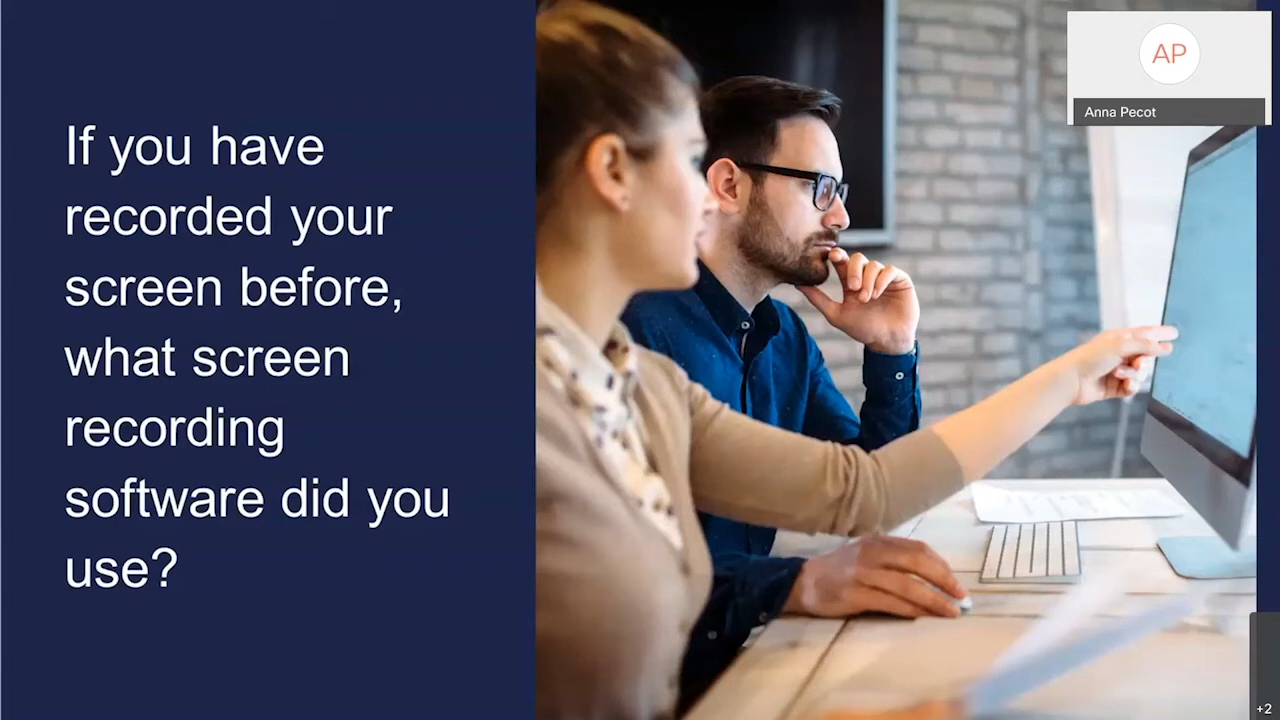 If you have
recorded your
screen before,
what screen
recording
software did you
use?
AP
Anna Pecot
+2